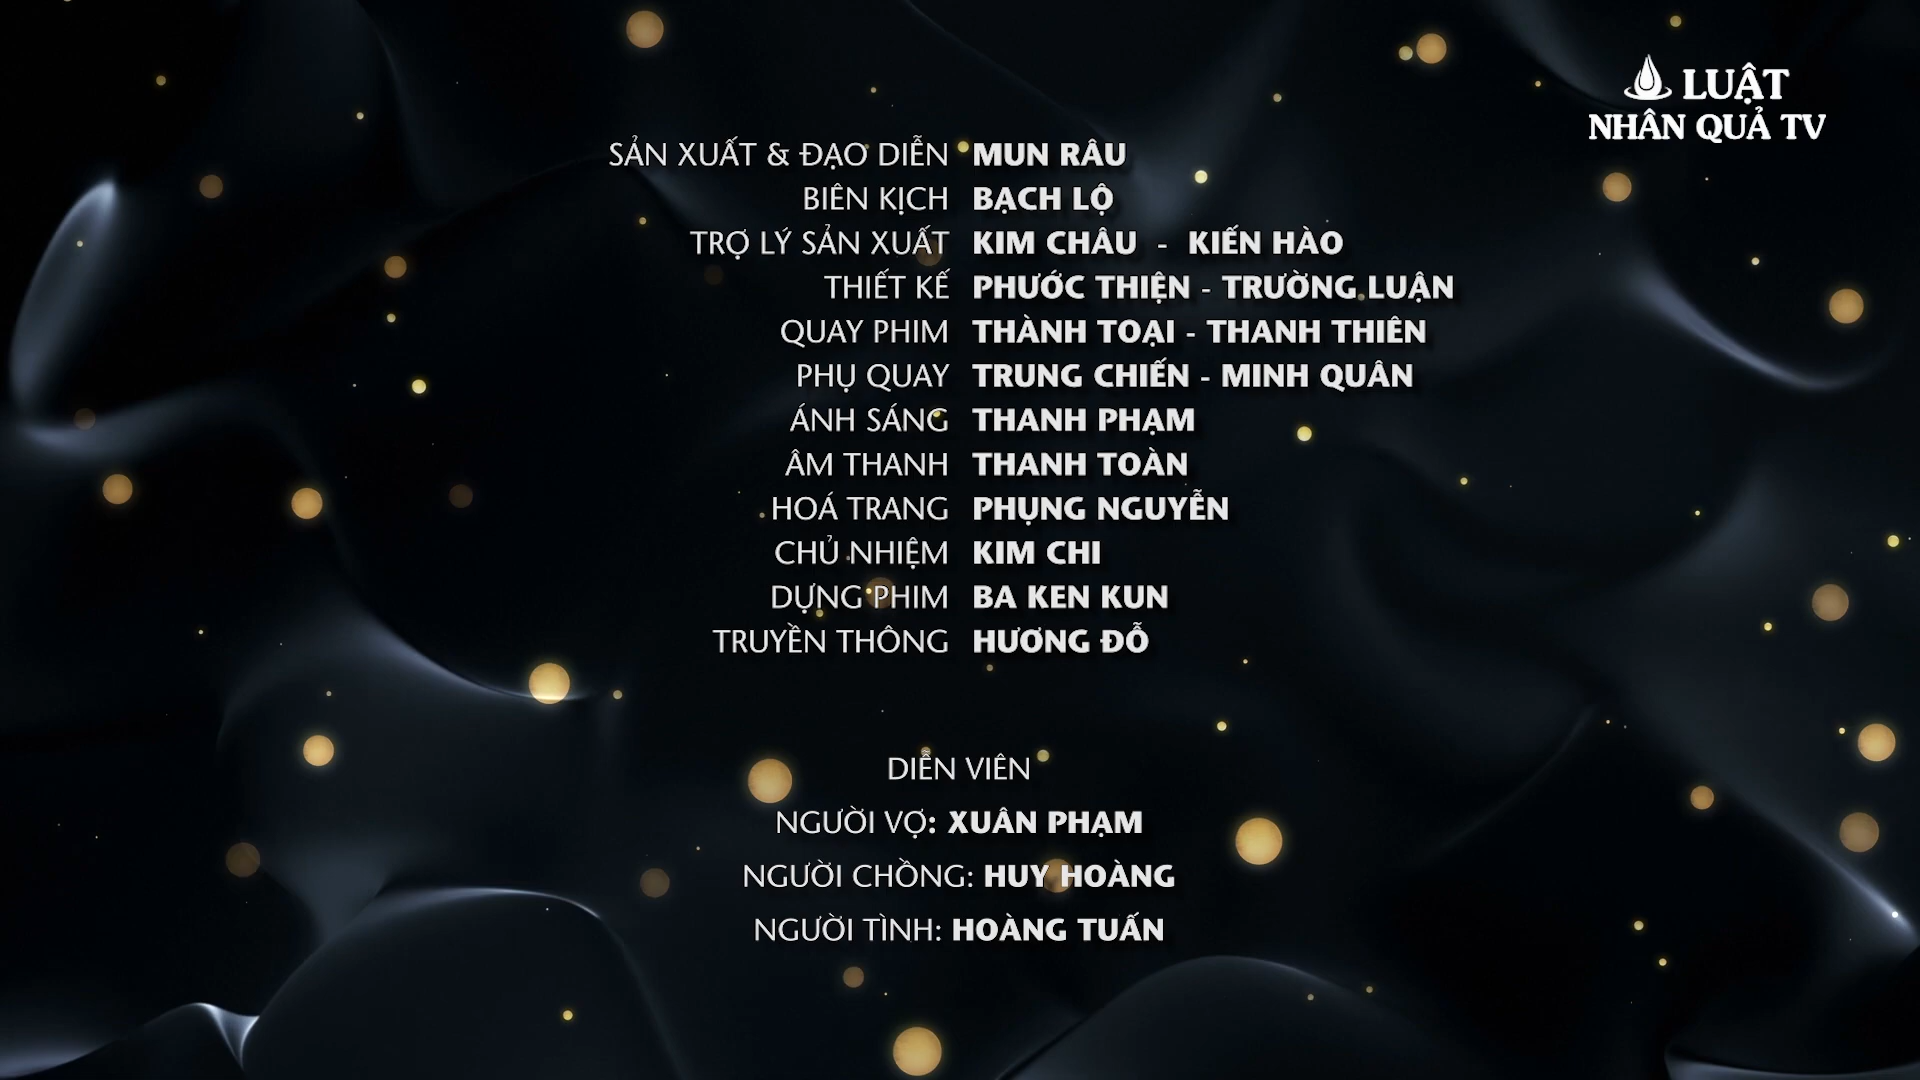 LUẬT
NHÂN QUẢ TV
SẢN XUẤT & ĐẠO DIỄN MUN RÂU
BIÊN KỊCH BẠCH LỘ
TRỢ LÝ SẢN XUẤT KIM CHÂU - KIẾN HÀO
THIẾT KẾ PHƯỚC THIỆN - TRƯỜNG LUẬN
QUAY PHIM THÀNH TOẠI - THANH THIÊN
PHỤ QUAY TRUNG CHIẾN - MINH QUÂN
ÁNH SÁNG THANH PHẠM
ÂM THANH THANH TOÀN
HOÁ TRANG PHỤNG NGUYỄN
CHỦ NHIỆM KIM CHI
DỰNG PHIM BA KEN KUN
TRUYỀN THÔNG HƯƠNG ĐỖ
DIỄN VIÊN
NGƯỜI VỢ: XUÂN PHẠM
NGƯỜI CHỒNG: HUY HOÀNG
NGƯỜI TÌNH: HOÀNG TUẤN